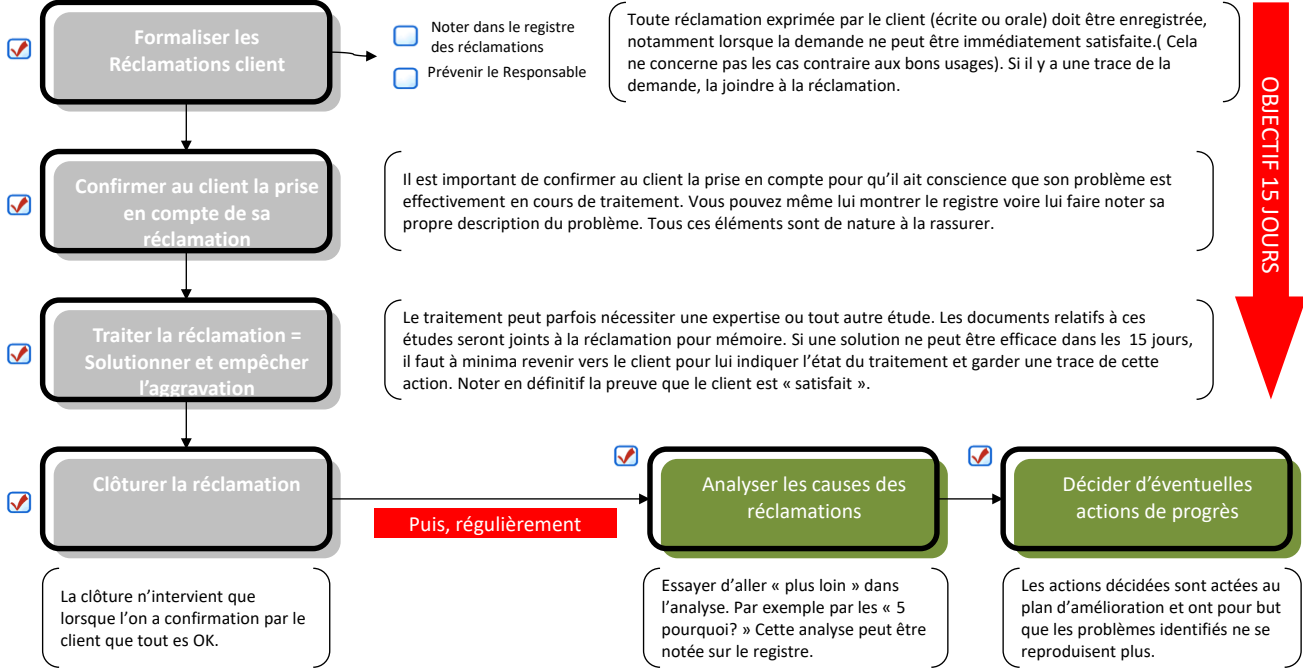 Formaliser les
Réclamations client
Noter dans le registre
des réclamations
Prévenir le Responsable
Toute réclamation exprimée par le client (écrite ou orale) doit être enregistrée,
notamment lorsque la demande ne peut être immédiatement satisfaite.( Cela
ne concerne pas les cas contraire aux bons usages). Si il y a une trace de la
demande, la joindre à la réclamation.
OBJECTIF 15 JOURS
Confirmer au client la prise
en compte de sa
réclamation
Il est important de confirmer au client la prise en compte pour qu’il ait conscience que son problème est
effectivement en cours de traitement. Vous pouvez même lui montrer le registre voire lui faire noter sa
propre description du problème. Tous ces éléments sont de nature à la rassurer.
Traiter la réclamation =
Solutionner et empêcher
l’aggravation
Le traitement peut parfois nécessiter une expertise ou tout autre étude. Les documents relatifs à ces
études seront joints à la réclamation pour mémoire. Si une solution ne peut être efficace dans les  15 jours,
il faut à minima revenir vers le client pour lui indiquer l’état du traitement et garder une trace de cette
action. Noter en définitif la preuve que le client est « satisfait ».
Clôturer la réclamation
Puis, régulièrement
Analyser les causes des
réclamations
Décider d’éventuelles
actions de progrès
La clôture n’intervient que
lorsque l’on a confirmation par le
client que tout es OK.
Essayer d’aller « plus loin » dans
l’analyse. Par exemple par les « 5
pourquoi? » Cette analyse peut être
notée sur le registre.
Les actions décidées sont actées au
plan d’amélioration et ont pour but
que les problèmes identifiés ne se
reproduisent plus.